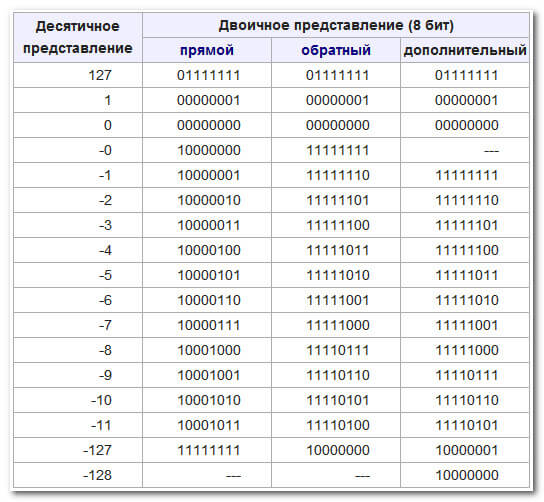 Десятичное представление Двоичное представление (8 бит)
прямой обратный дополнительный
127 01111111 01111111 01111111
1 00000001 00000001 00000001
0 00000000 00000000 00000000
-0 10000000 11111111 ---
-1 10000001 11111110 11111111
-2 10000010 11111101 11111110
-3 10000011 11111100 11111101
-4 10000100 11111011 11111100
-5 10000101 11111010 11111011
-6 10000110 11111001 11111010
-7 10000111 11111000 11111001
-8 10001000 11110111 11111000
-9 10001001 11110110 11110111
-10 10001010 11110101 11110110
-11 10001011 11110100 11110101
-127 11111111 10000000 10000001
-128 --- --- 10000000